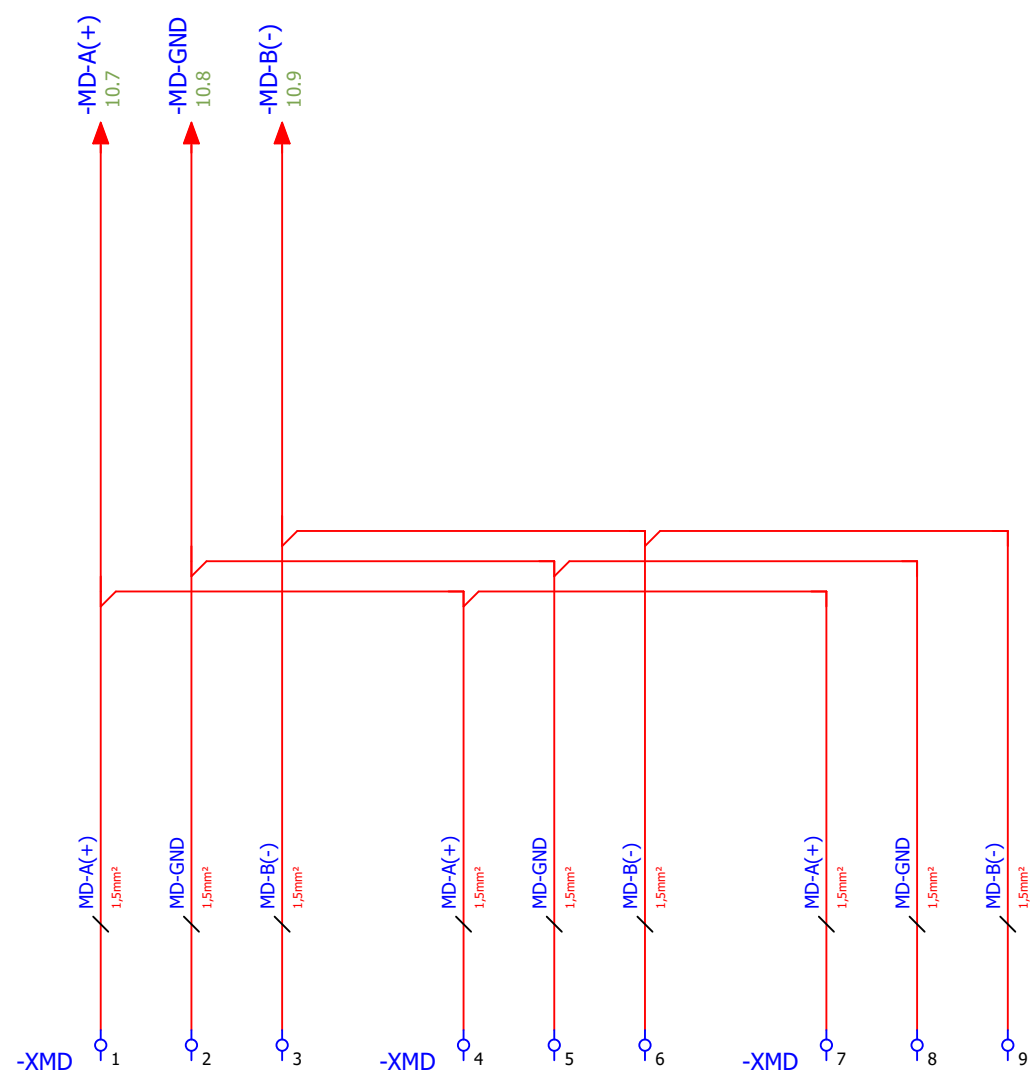 -MD-A(+)
10.7
-MD-GND
10.8
-MD-B(-)
10.9
MD-A(+)
1,5mm²
MD-GND
1,5mm²
MD-B(-)
1,5mm²
MD-A(+)
1,5mm²
MD-GND
1,5mm²
MD-B(-)
1,5mm²
MD-A(+)
1,5mm²
MD-GND
1,5mm²
MD-B(-)
1,5mm²
-XMD
1
2
3
-XMD
4
5
6
-XMD
7
8
9